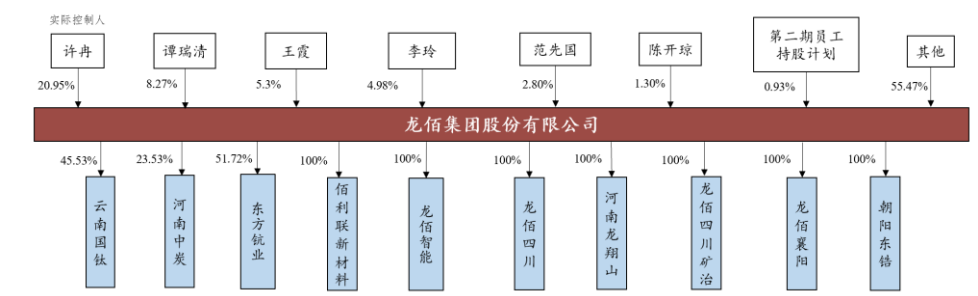 实际控制人
许冉
谭瑞清
王霞
李玲
范先国
陈开琼
第二期员工
持股计划
其他
20.95%
8.27%
5.3%
4.98%
2.80%
1.30%
0.93%
55.47%
龙佰集团股份有限公司
45.53%
23.53%
51.72%
100%
100%
100%
100%
100%
100%
100%
云南国钛
河南中炭
东方钪业
佰利联新材料
龙佰智能
龙佰四川
河南龙翔山
龙佰四川矿冶
龙佰襄阳
朝阳东锆